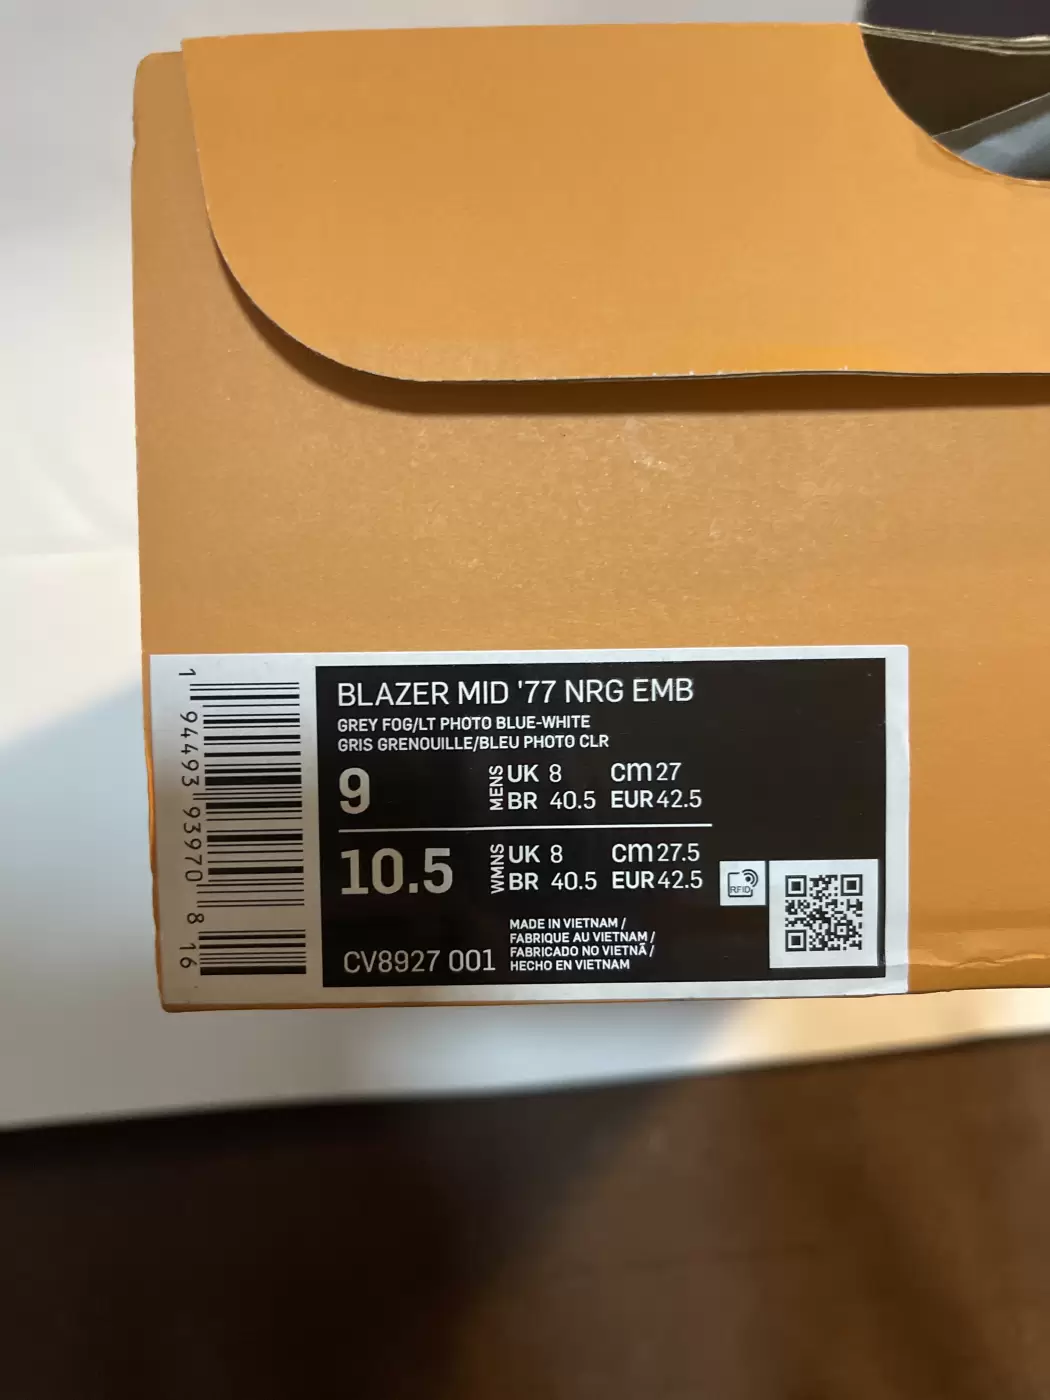 BLAZER MID '77 NRG EMB
GREY FOG/LT PHOTO BLUE-WHITE
GRIS GRENOUILLE/BLEU PHOTO CLR
9 MENS UK 8 CM 27
BR 40.5 EUR 42.5
10.5 WMNS UK 8 CM 27.5
BR 40.5 EUR 42.5
RFID
MADE IN VIETNAM /
FABRIQUE AU VIETNAM /
FABRICADO NO VIETNÃ /
HECHO EN VIETNAM
CV8927 001
1 94493 93970 8 16